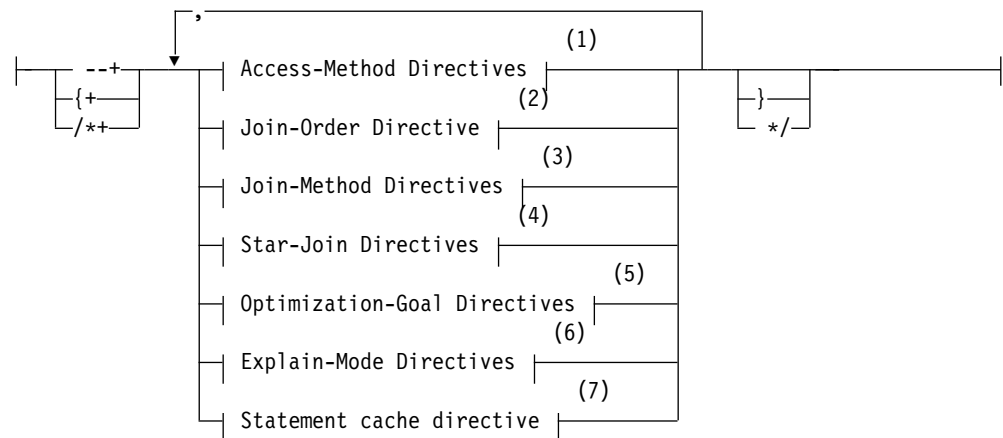 ,
(1)
--+ Access-Method Directives
(2)
{+ }
/*+ Join-Order Directive */
(3)
Join-Method Directives
(4)
Star-Join Directives
(5)
Optimization-Goal Directives
(6)
Explain-Mode Directives
(7)
Statement cache directive